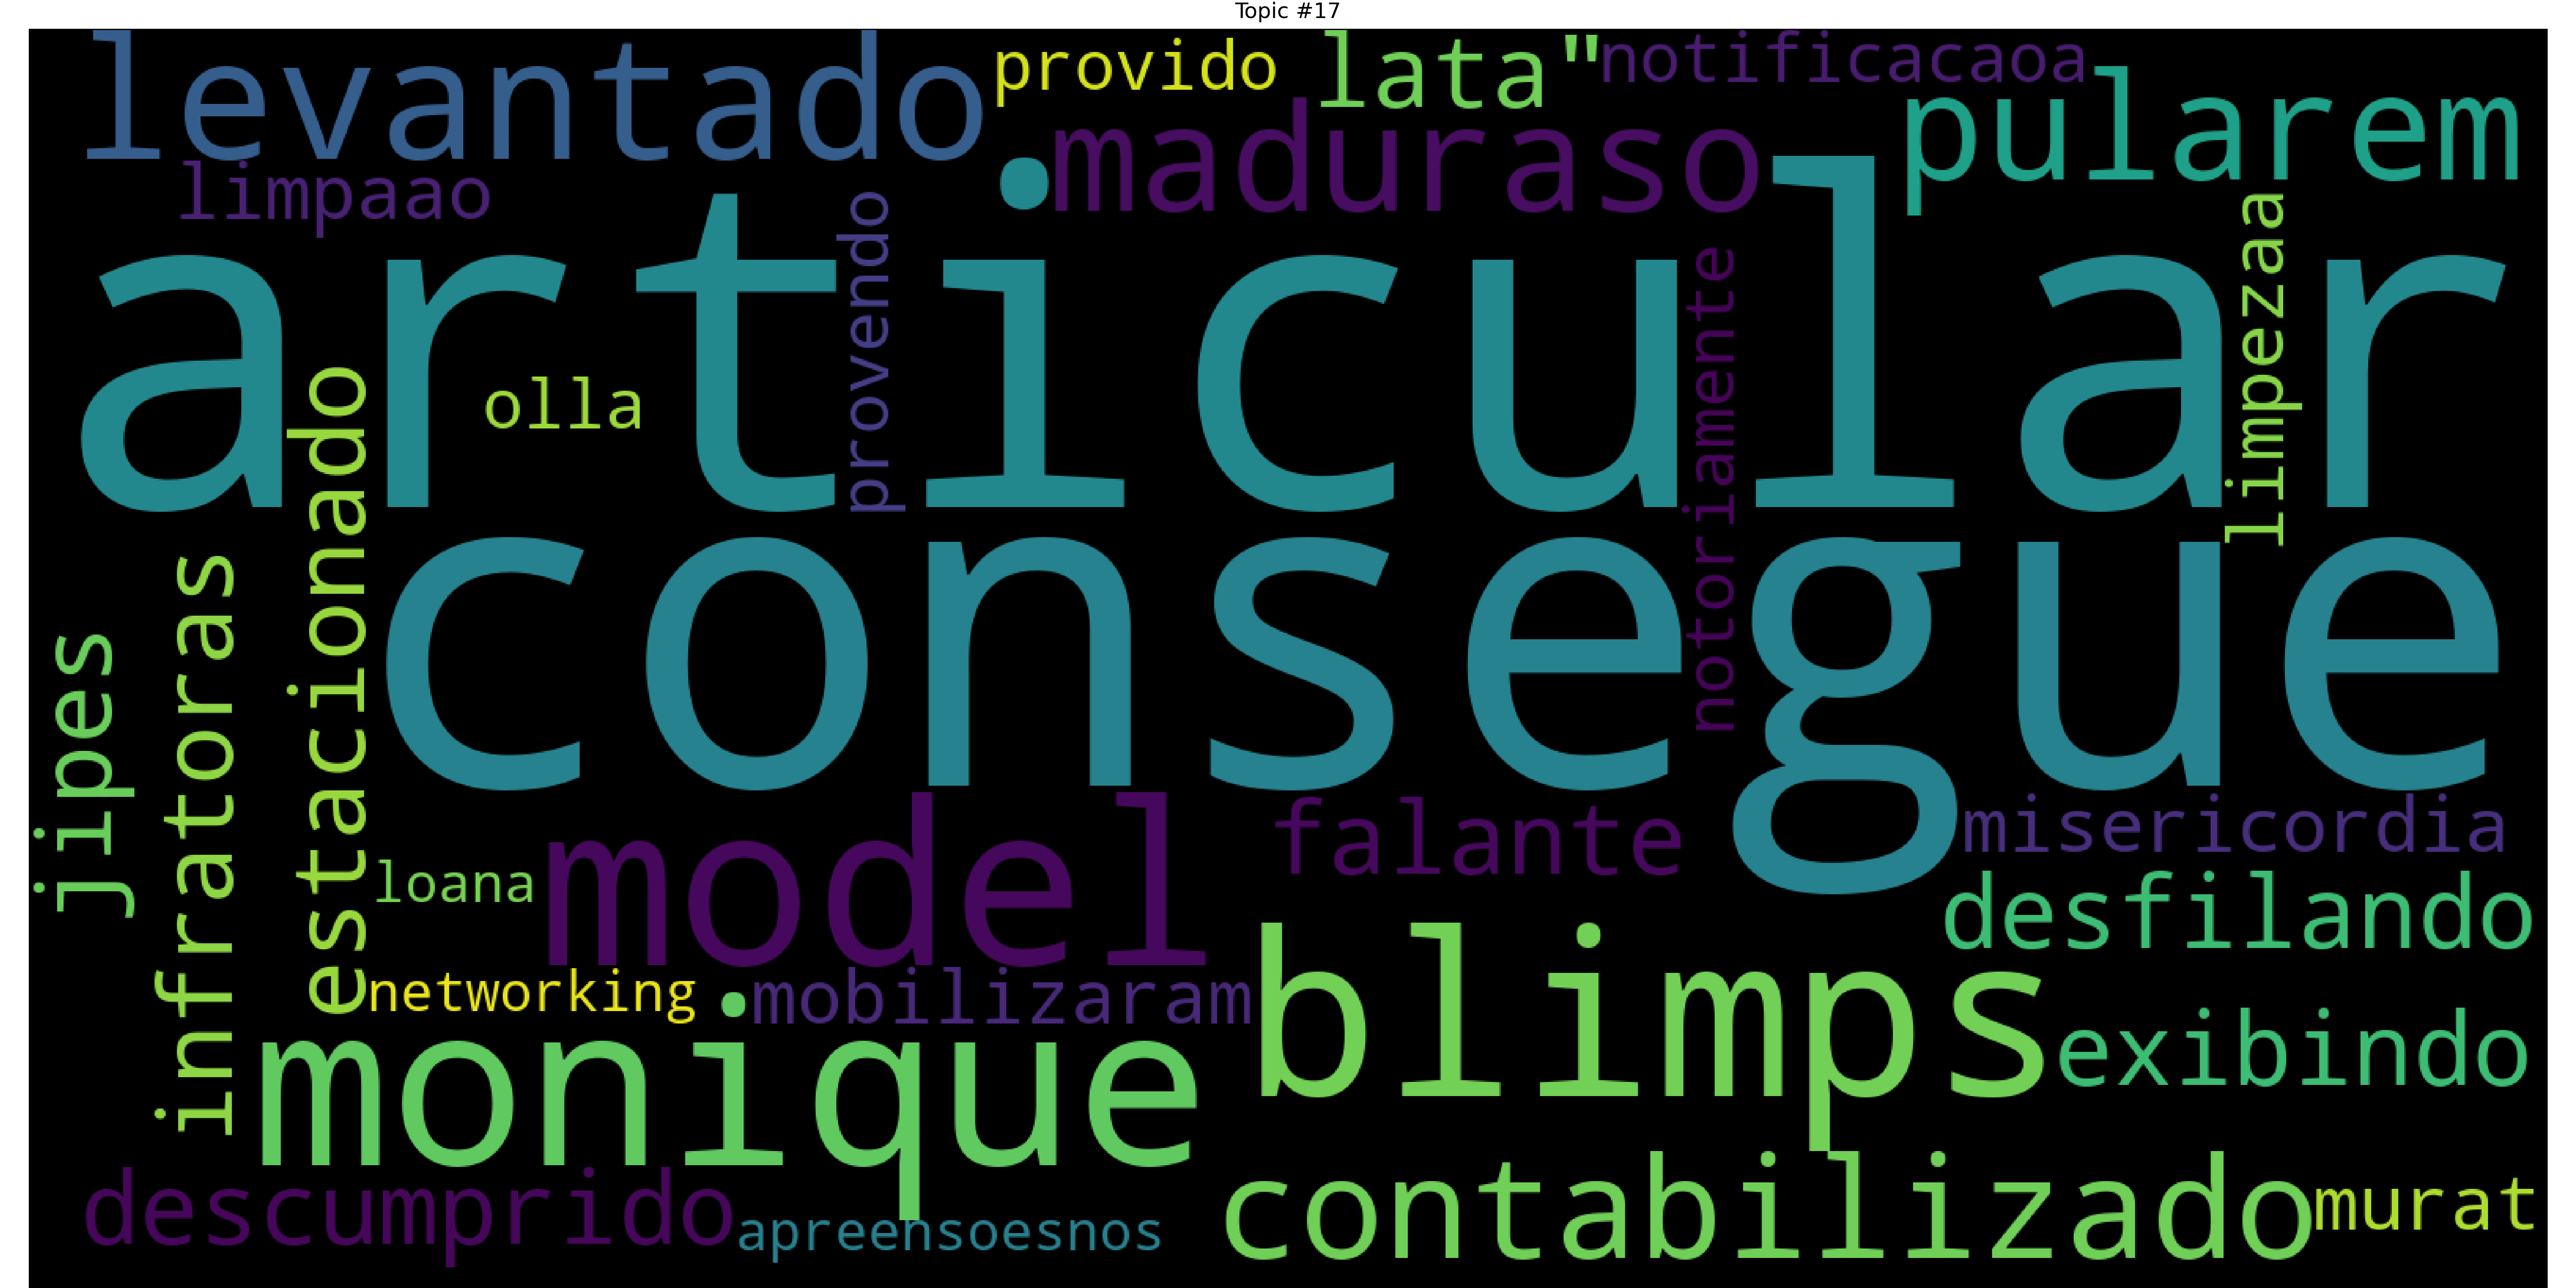 Topic #17
levantado
provido
lata"
notificacaoa
maduraso
pularem
limpaao
articular
provendo
notoriamente
limpezaa
olla
estacionado
consegue
jipes
infratoras
model
falante
misericordia
loana
desfilando
networking
mobilizaram
blimps
exibindo
monique
contabilizado
descumprido
apreensoesnos
murat